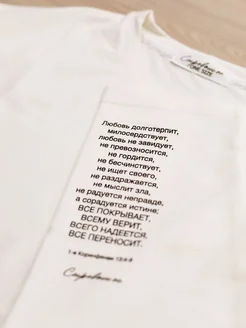 Любовь долготерпит,
милосердствует,
любовь не завидует,
не превозносится,
не гордится,
не бесчинствует,
не ищет своего,
не раздражается,
не мыслит зла,
не радуется неправде,
а сорадуется истине;
ВСЕ ПОКРЫВАЕТ,
ВСЕМУ ВЕРИТ,
ВСЕГО НАДЕЕТСЯ,
ВСЕ ПЕРЕНОСИТ.
1-е Коринфянам 13:4-8